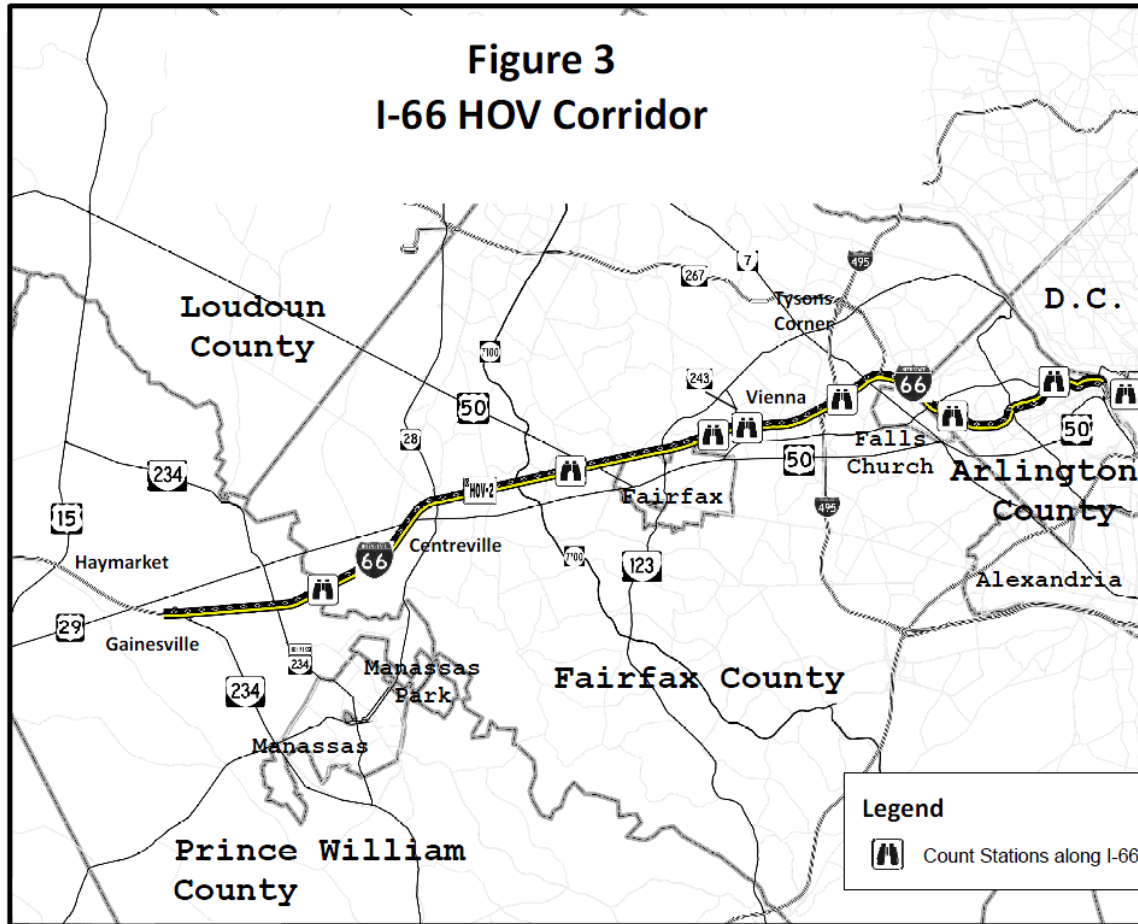 Figure 3
I-66 HOV Corridor
Loudoun
County
267
7
495
Tysons
Corner
D.C.
7100
50
243
Vienna
66
28
HOV-2
Fairfax
50
Falls
Church
50
Arlington
County
234
15
Haymarket
Centreville
66
7100
123
495
Alexandria
29
Gainesville
234
234
Manassas
Park
Manassas
Fairfax County
Prince William
County
Legend
Count Stations along I-66